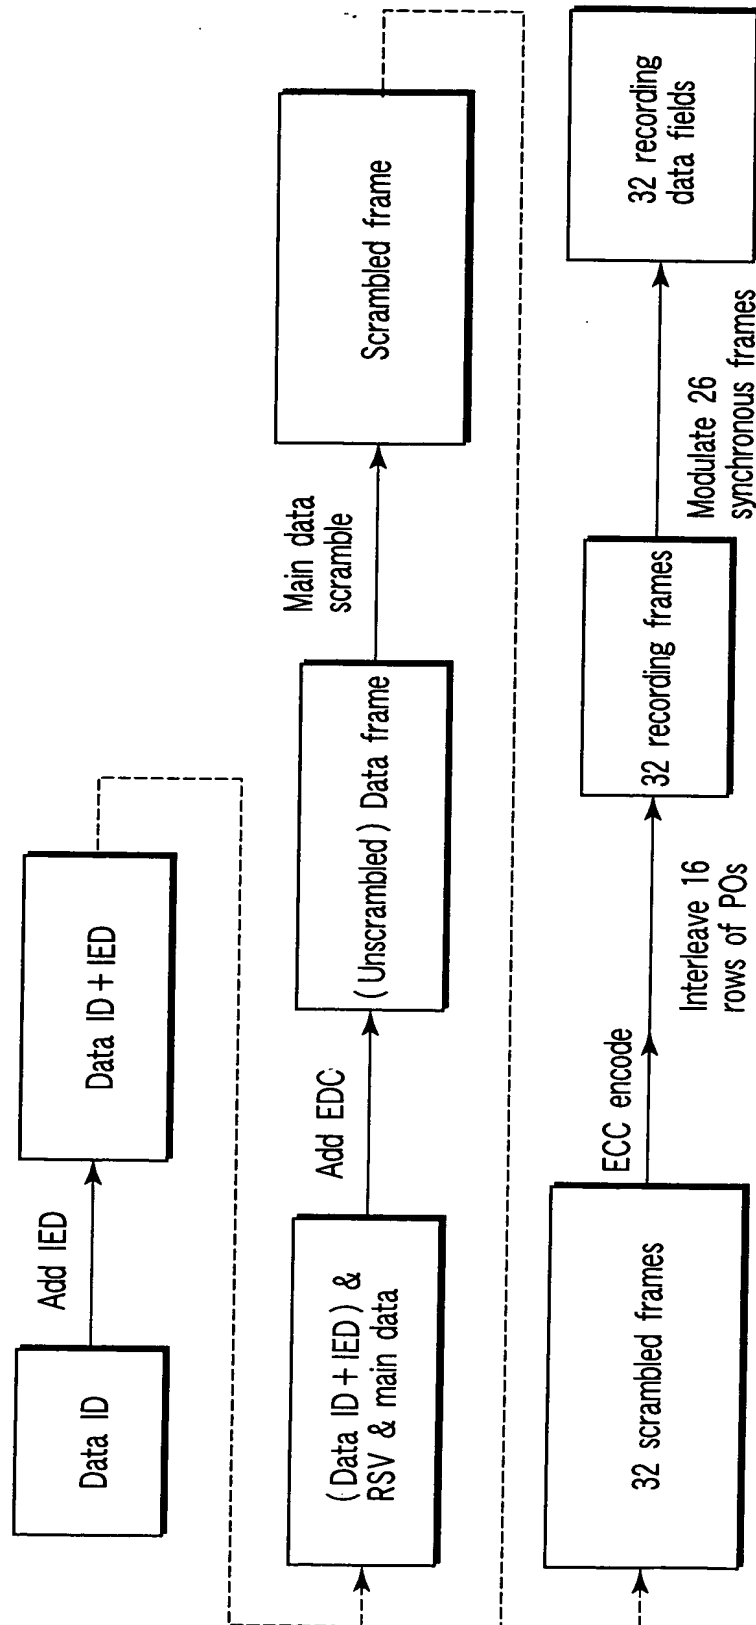 Data ID
Add IED
Data ID + IED
( Data ID + IED ) &
RSV & main data
Add EDC
( Unscrambled ) Data frame
Main data
scramble
Scrambled frame
32 scrambled frames
ECC encode
Interleave 16
rows of POs
32 recording frames
Modulate 26
synchronous frames
32 recording
data fields